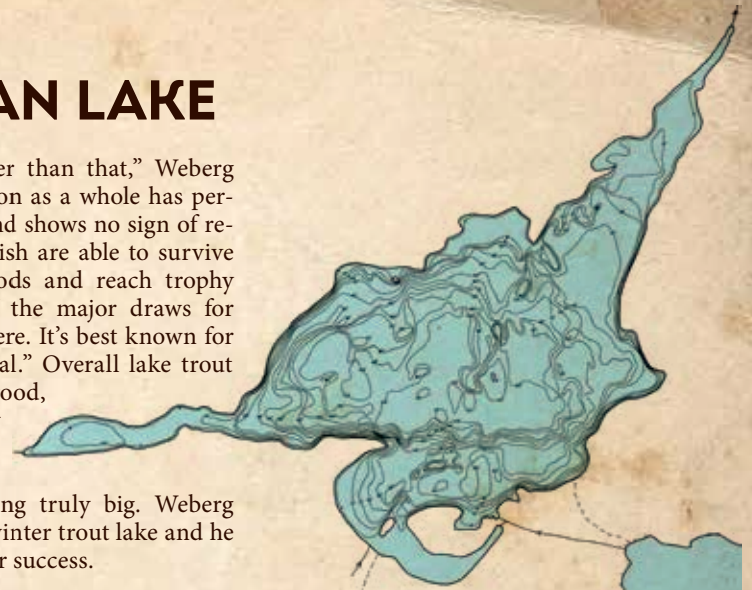 AN LAKE
er than that,” Weberg
on as a whole has per-
nd shows no sign of re-
ish are able to survive
ods and reach trophy
the major draws for
ere. It’s best known for
al.” Overall lake trout
ood,
ng truly big. Weberg
winter trout lake and he
r success.